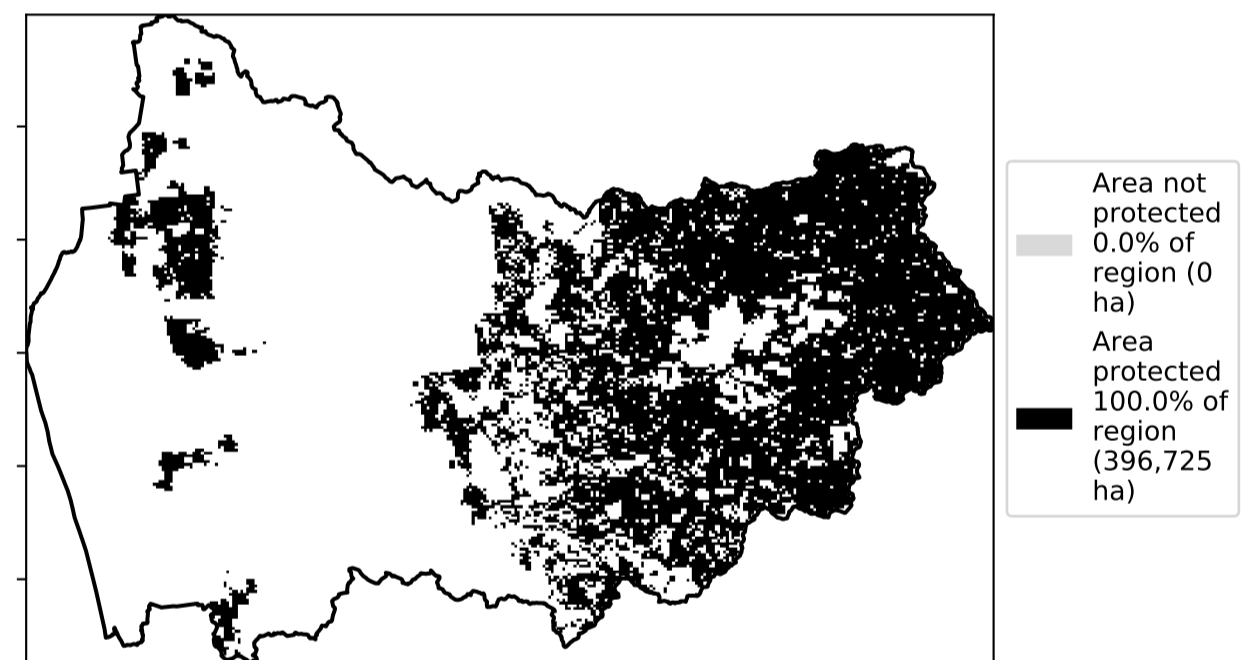 Area not
protected
0.0% of
region (0
ha)
Area
protected
100.0% of
region
(396,725
ha)